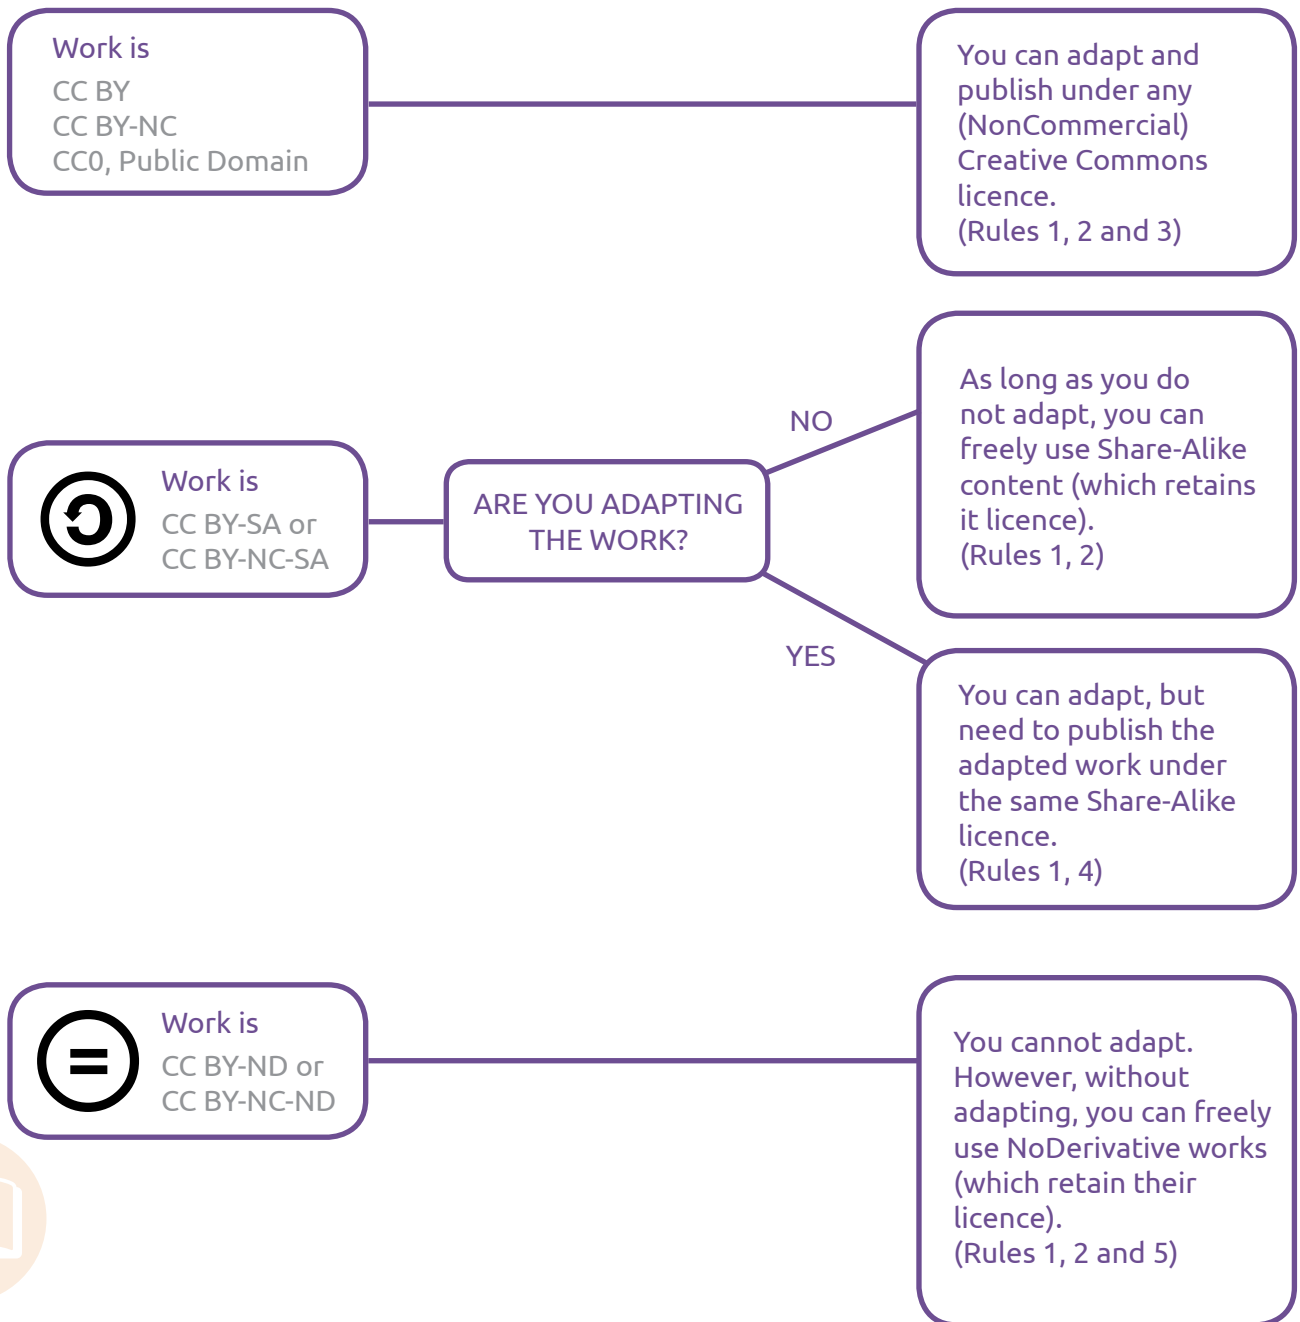 Work is
CC BY
CC BY-NC
CC0, Public Domain
You can adapt and
publish under any
(NonCommercial)
Creative Commons
licence.
(Rules 1, 2 and 3)
Work is
CC BY-SA or
CC BY-NC-SA
ARE YOU ADAPTING
THE WORK?
NO
As long as you do
not adapt, you can
freely use Share-Alike
content (which retains
it licence).
(Rules 1, 2)
YES
You can adapt, but
need to publish the
adapted work under
the same Share-Alike
licence.
(Rules 1, 4)
Work is
CC BY-ND or
CC BY-NC-ND
You cannot adapt.
However, without
adapting, you can freely
use NoDerivative works
(which retain their
licence).
(Rules 1, 2 and 5)